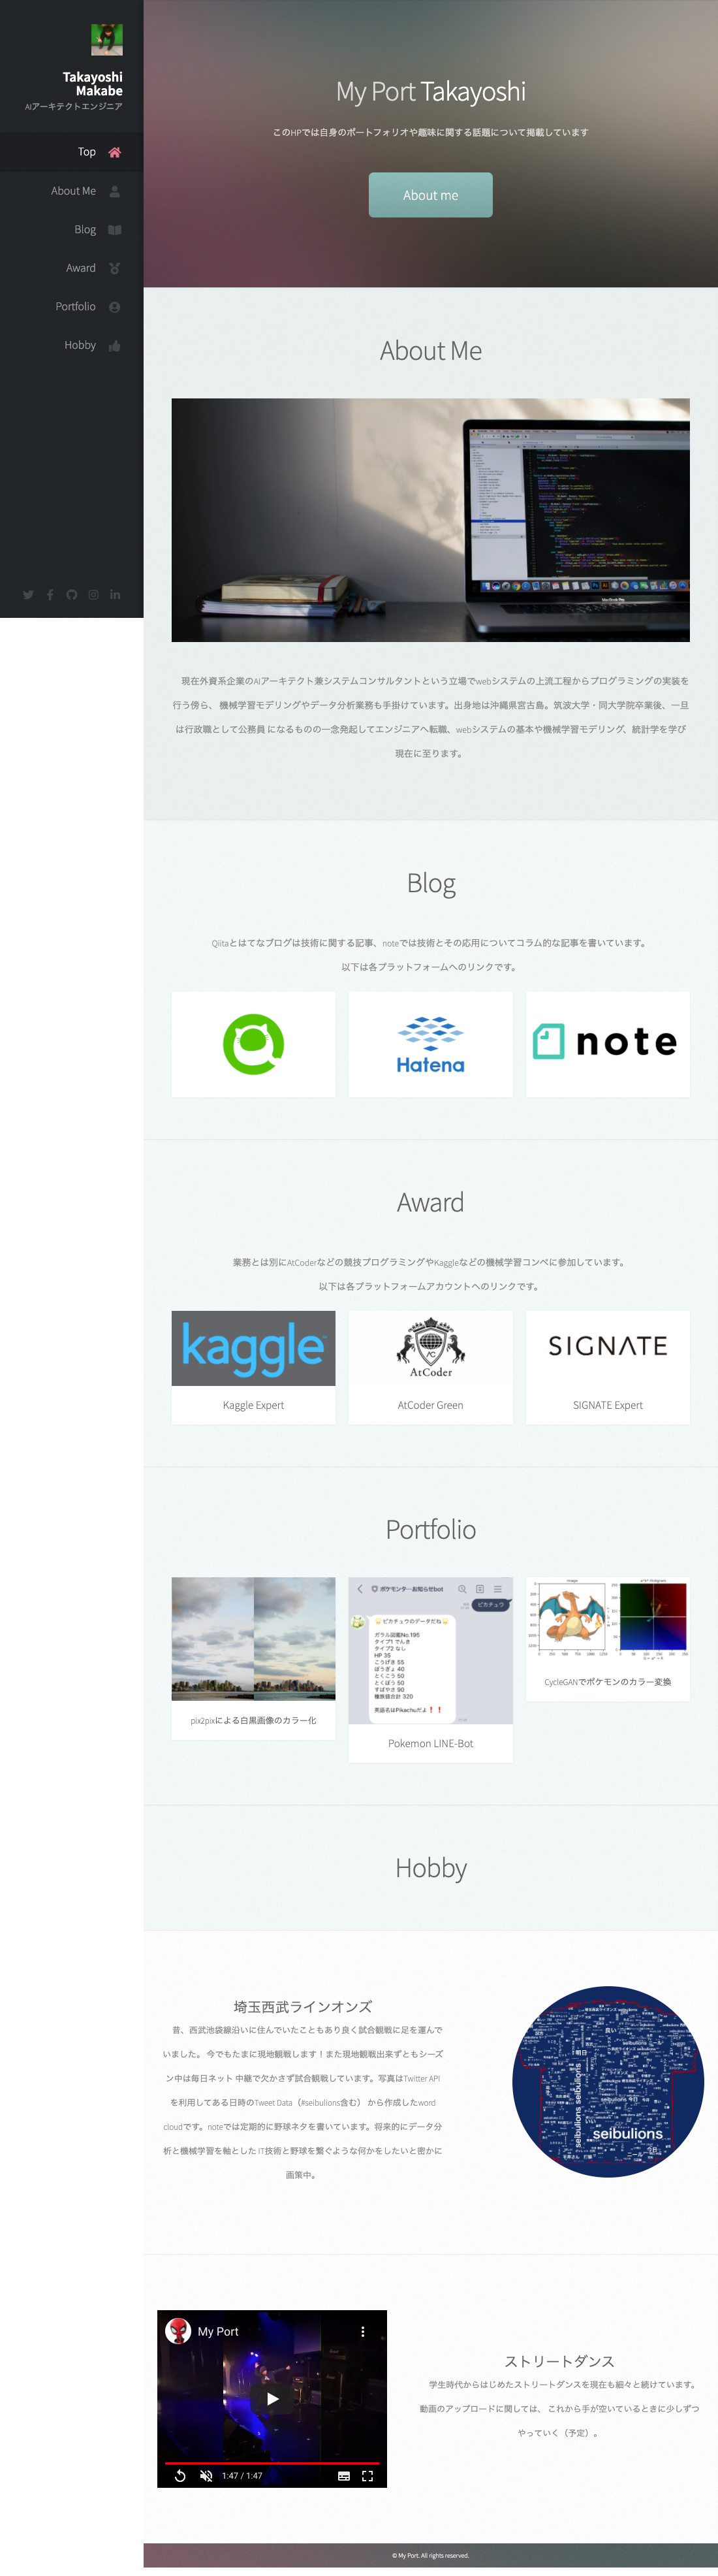 Takayoshi
Makabe
AIアーキテクトエンジニア
Top
About Me
Blog
Award
Portfolio
Hobby
My Port Takayoshi
このHPでは自身のポートフォリオや趣味に関する話題について掲載しています
About me
About Me
現在外資系企業のAIアーキテクト兼システムコンサルタントという立場でwebシステムの上流工程からプログラミングの実装を
行う傍ら、 機械学習モデリングやデータ分析業務も手掛けています。出身地は沖縄県宮古島。筑波大学・同大学院卒業後、一旦
は行政職として公務員 になるものの一念発起してエンジニアへ転職、webシステムの基本や機械学習モデリング、統計学を学び
現在に至ります。
Blog
Qiitaとはてなブログは技術に関する記事、noteでは技術とその応用についてコラム的な記事を書いています。
以下は各プラットフォームへのリンクです。
Hatena
note
Award
業務とは別にAtCoderなどの競技プログラミングやKaggleなどの機械学習コンペに参加しています。
以下は各プラットフォームアカウントへのリンクです。
kaggle
AC
AtCoder
SIGNATE
Kaggle Expert
AtCoder Green
SIGNATE Expert
Portfolio
ポケモンターお知らせbot
ピカチュウ
ピカチュウのデータだね
ガラル図鑑No.195
タイプ1 でんき
タイプ2 なし
HP 35
こうげき 55
ぼうぎょ 40
とくこう 50
とくぼう 50
すばやさ 90
種族値合計 320
英語名はPikachuだよ❗❗
image
pix2pixによる白黒画像のカラー化
Pokemon LINE-Bot
CycleGANでポケモンのカラー変換
Hobby
埼玉西武ラインオンズ
昔、西武池袋線沿いに住んでいたこともあり良く試合観戦に足を運んで
いました。 今でもたまに現地観戦します！また現地観戦出来ずともシーズ
ン中は毎日ネット 中継で欠かさず試合観戦しています。写真はTwitter API
を利用してある日時のTweet Data（#seibulions含む） から作成したword
cloudです。noteでは定期的に野球ネタを書いています。将来的にデータ分
析と機械学習を軸とした IT技術と野球を繋ぐような何かをしたいと密かに
画策中。
良い
明日
seibulions seibulions
seibulions
My Port
1:47 / 1:47
ストリートダンス
学生時代からはじめたストリートダンスを現在も細々と続けています。
動画のアップロードに関しては、 これから手が空いているときに少しずつ
やっていく（予定）。
© My Port. All rights reserved.